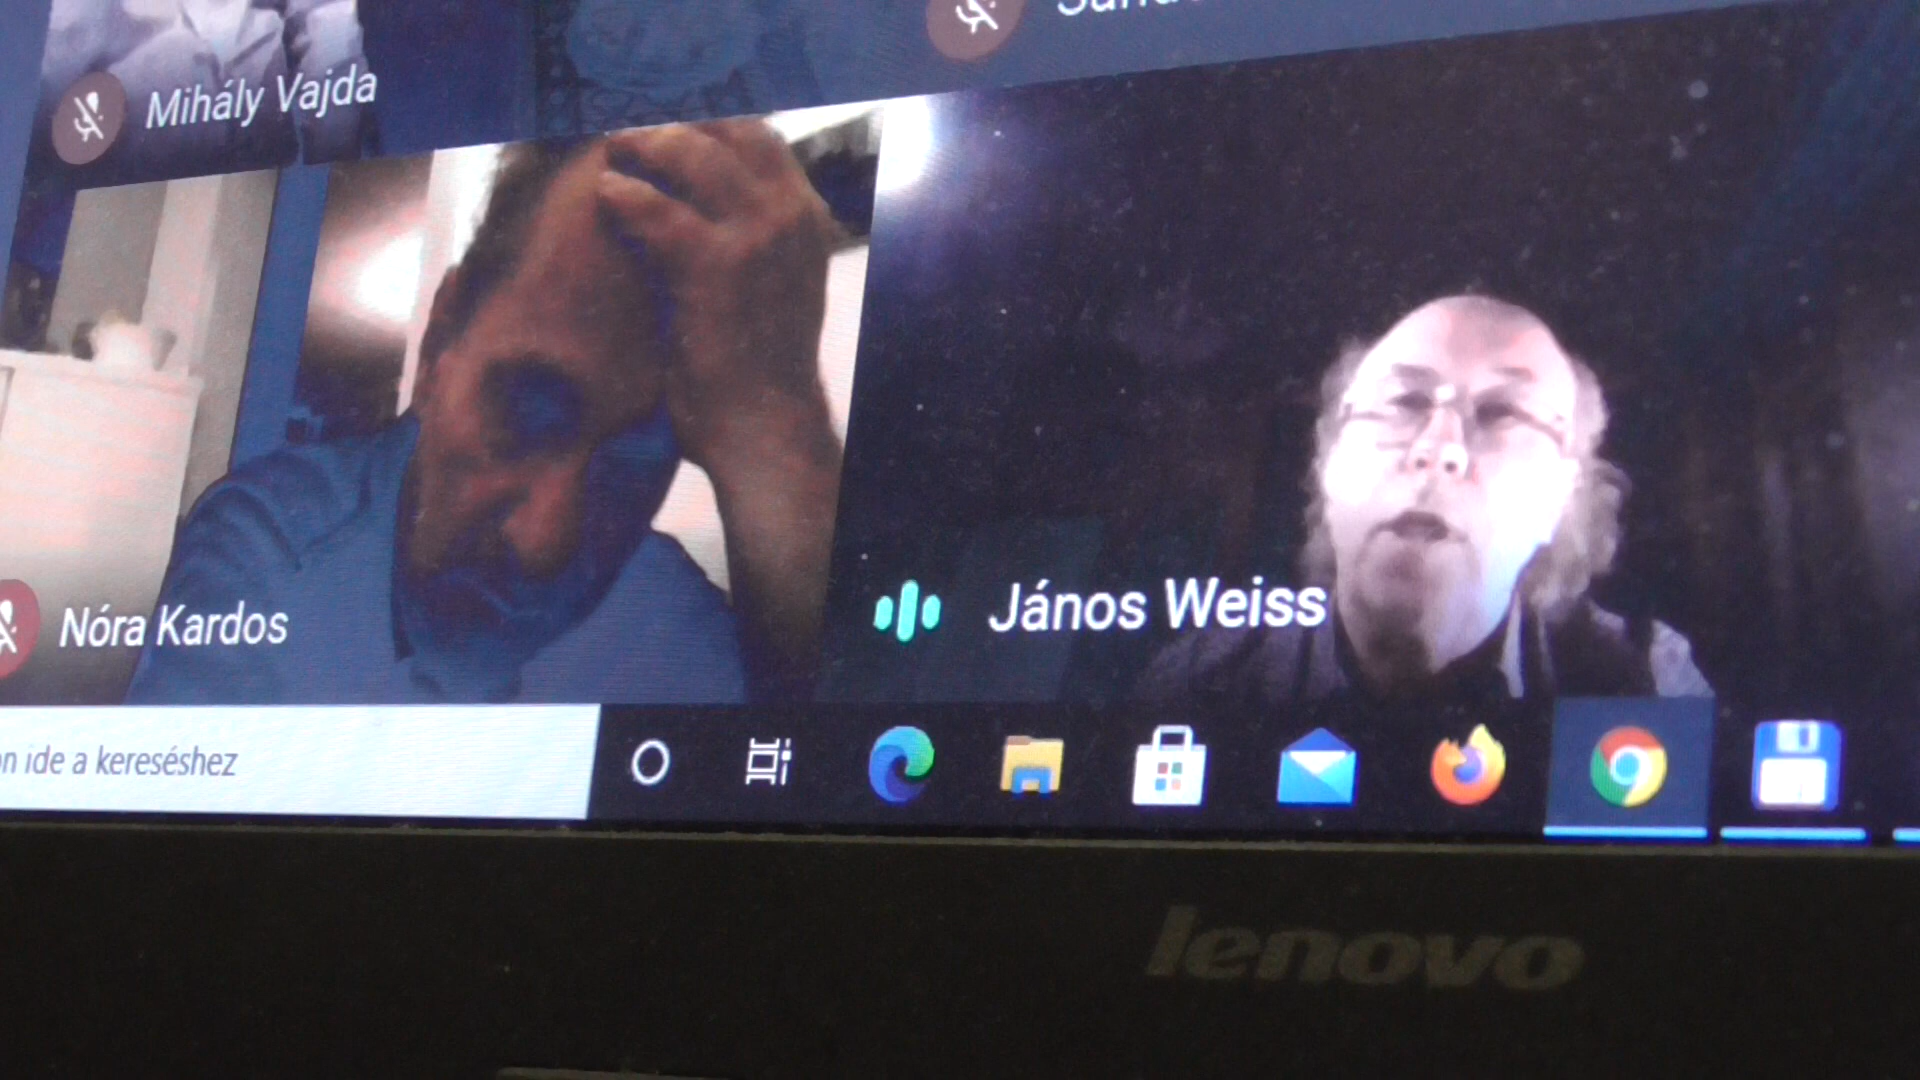 Mihály Vajda
Nóra Kardos
János Weiss
ide a kereséshez
lenovo